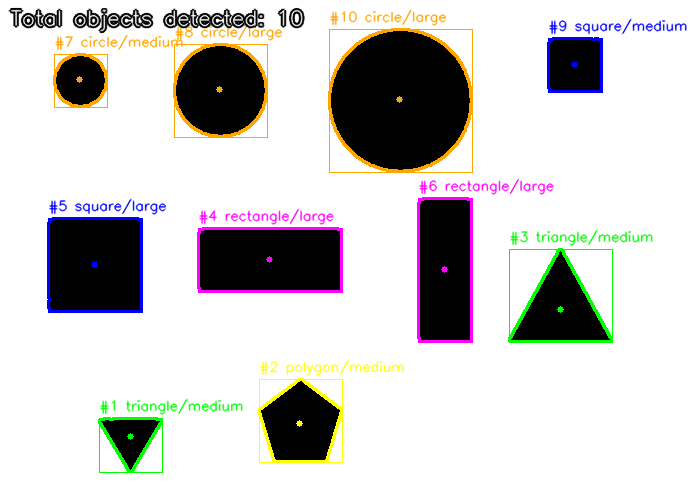 Total objects detected: 10
#7 circle/medium
#8 circle/large
#10 circle/large
#9 square/medium
#5 square/large
#4 rectangle/large
#6 rectangle/large
#3 triangle/medium
#1 triangle/medium
#2 polygon/medium